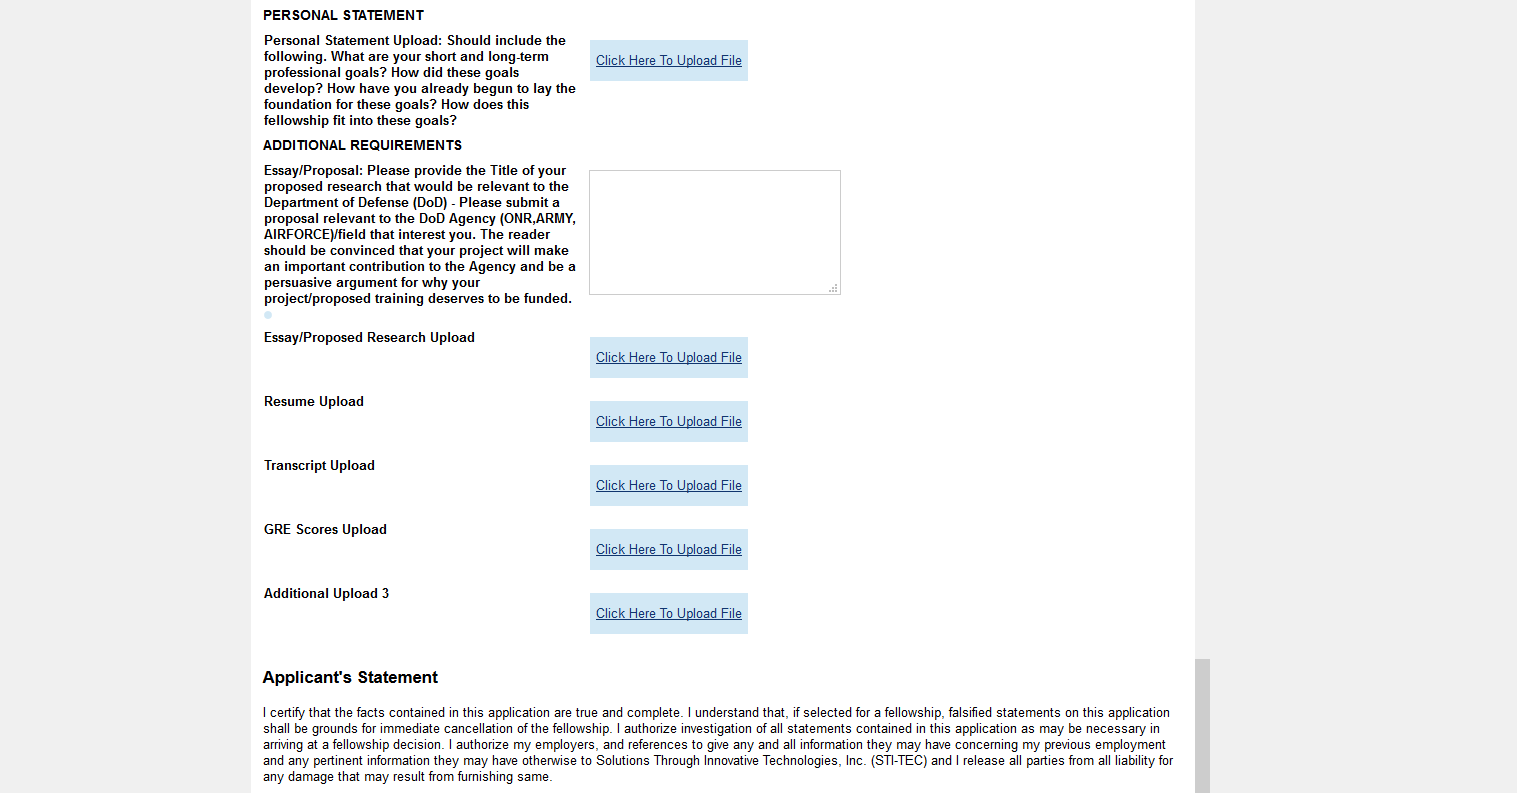 PERSONAL STATEMENT
Personal Statement Upload: Should include the
following. What are your short and long-term
professional goals? How did these goals
develop? How have you already begun to lay the
foundation for these goals? How does this
fellowship fit into these goals?
Click Here To Upload File
ADDITIONAL REQUIREMENTS
Essay/Proposal: Please provide the Title of your
proposed research that would be relevant to the
Department of Defense (DoD) - Please submit a
proposal relevant to the DoD Agency (ONR,ARMY,
AIRFORCE)/field that interest you. The reader
should be convinced that your project will make
an important contribution to the Agency and be a
persuasive argument for why your
project/proposed training deserves to be funded.
Essay/Proposed Research Upload
Click Here To Upload File
Resume Upload
Click Here To Upload File
Transcript Upload
Click Here To Upload File
GRE Scores Upload
Click Here To Upload File
Additional Upload 3
Click Here To Upload File
Applicant's Statement
I certify that the facts contained in this application are true and complete. I understand that, if selected for a fellowship, falsified statements on this application
shall be grounds for immediate cancellation of the fellowship. I authorize investigation of all statements contained in this application as may be necessary in
arriving at a fellowship decision. I authorize my employers, and references to give any and all information they may have concerning my previous employment
and any pertinent information they may have otherwise to Solutions Through Innovative Technologies, Inc. (STI-TEC) and I release all parties from all liability for
any damage that may result from furnishing same.